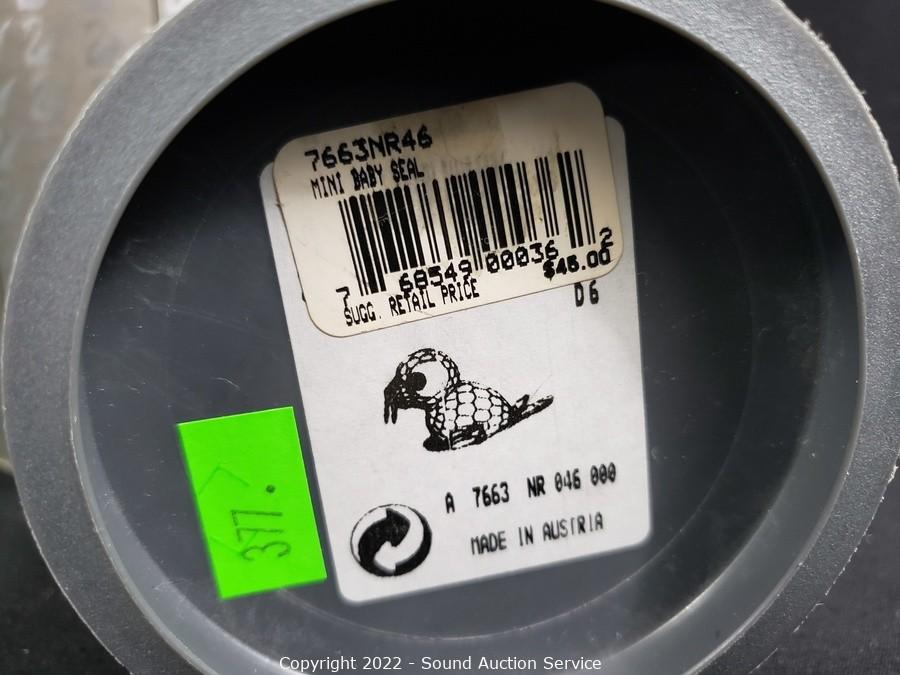 7663NR46
MINI BABY SEAL
7 68549 00036 2
$45.00
SUGG. RETAIL PRICE
D6
A 7663 NR 046 000
MADE IN AUSTRIA
377.
Copyright 2022 - Sound Auction Service